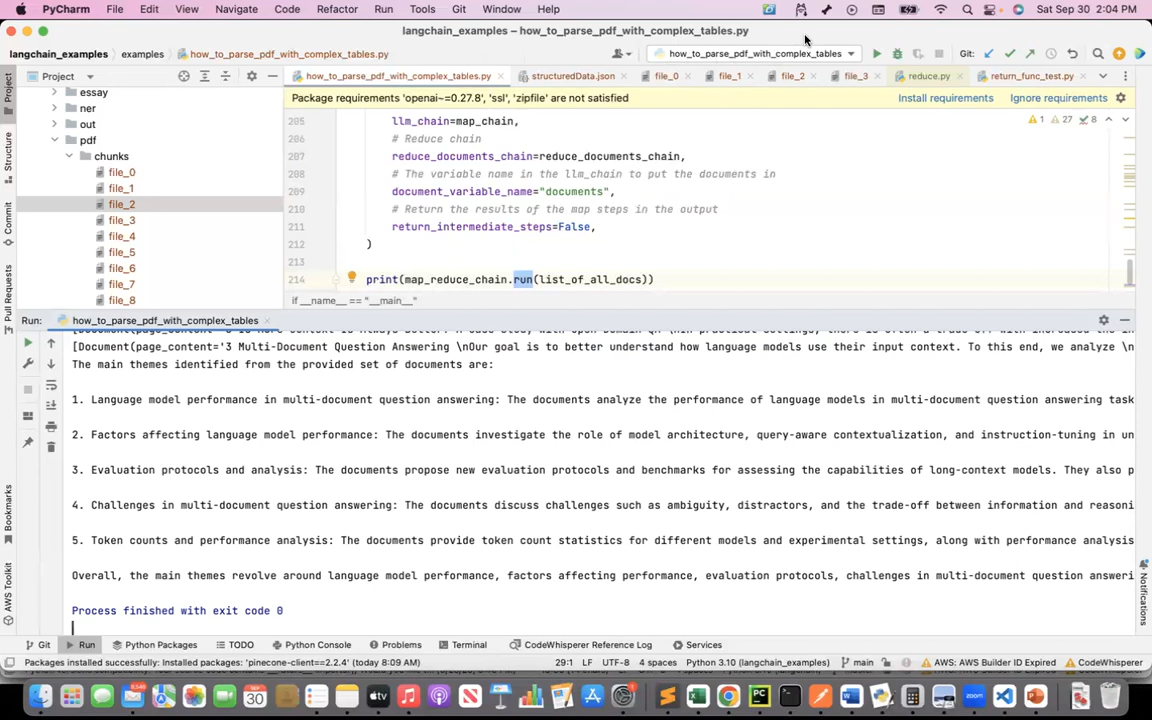 PyCharm File Edit View Navigate Code Refactor Run Tools Git Window Help Sat Sep 30 2:04 PM
langchain_examples – how_to_parse_pdf_with_complex_tables.py
langchain_examples examples how_to_parse_pdf_with_complex_tables.py how_to_parse_pdf_with_complex_tables Git:
Project how_to_parse_pdf_with_complex_tables.py structuredData.json file_0 file_1 file_2 file_3 reduce.py return_func_test.py
essay
ner
out
pdf
chunks
file_0
file_1
file_2
file_3
file_4
file_5
file_6
file_7
file_8
Package requirements 'openai~=0.27.8', 'ssl', 'zipfile' are not satisfied Install requirements Ignore requirements
1 27 8
205 llm_chain=map_chain,
206 # Reduce chain
207 reduce_documents_chain=reduce_documents_chain,
208 # The variable name in the llm_chain to put the documents in
209 document_variable_name="documents",
210 # Return the results of the map steps in the output
211 return_intermediate_steps=False,
212 )
213
214 print(map_reduce_chain.run(list_of_all_docs))
if __name__ == "__main__"
Run: how_to_parse_pdf_with_complex_tables
[Document(page_content='3 Multi-Document Question Answering \nOur goal is to better understand how language models use their input context. To this end, we analyze \n
The main themes identified from the provided set of documents are:
1. Language model performance in multi-document question answering: The documents analyze the performance of language models in multi-document question answering task
2. Factors affecting language model performance: The documents investigate the role of model architecture, query-aware contextualization, and instruction-tuning in un
3. Evaluation protocols and analysis: The documents propose new evaluation protocols and benchmarks for assessing the capabilities of long-context models. They also p
4. Challenges in multi-document question answering: The documents discuss challenges such as ambiguity, distractors, and the trade-off between information and reasoni
5. Token counts and performance analysis: The documents provide token count statistics for different models and experimental settings, along with performance analysis
Overall, the main themes revolve around language model performance, factors affecting performance, evaluation protocols, challenges in multi-document question answeri
Process finished with exit code 0
Project
Structure
Commit
Pull Requests
Bookmarks
AWS Toolkit
Notifications
Git Run Python Packages TODO Python Console Problems Terminal CodeWhisperer Reference Log Services
Packages installed successfully: Installed packages: 'pinecone-client==2.2.4' (today 8:09 AM) 29:1 LF UTF-8 4 spaces Python 3.10 (langchain_examples) main AWS: AWS Builder ID Expired CodeWhisperer